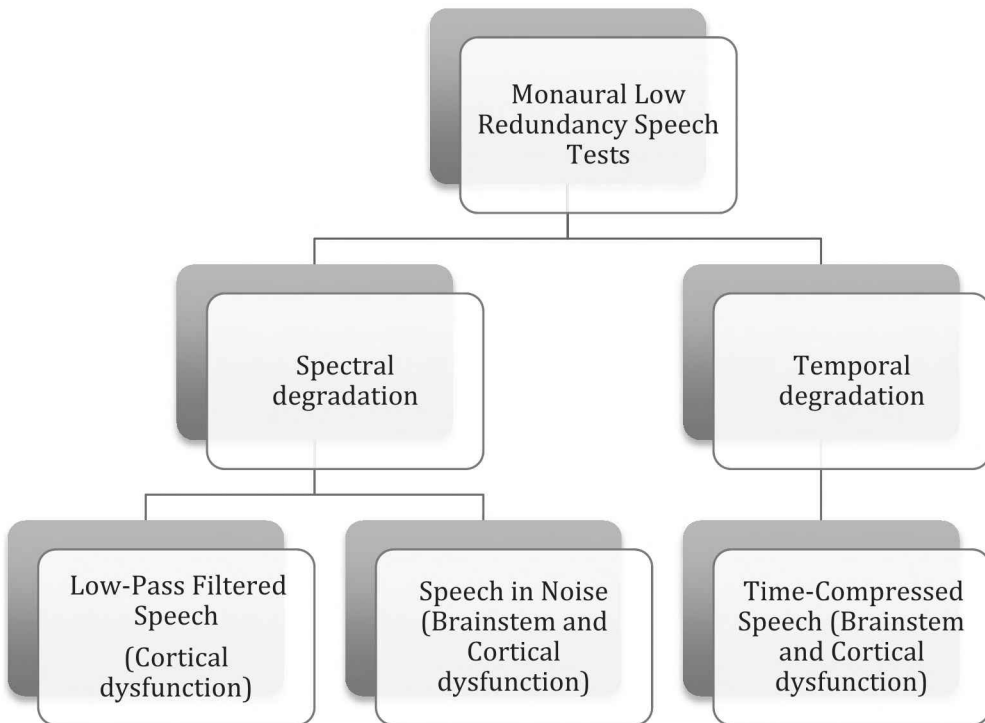 Monaural Low
Redundancy Speech
Tests
Spectral
degradation
Temporal
degradation
Low-Pass Filtered
Speech
(Cortical
dysfunction)
Speech in Noise
(Brainstem and
Cortical
dysfunction)
Time-Compressed
Speech (Brainstem
and Cortical
dysfunction)